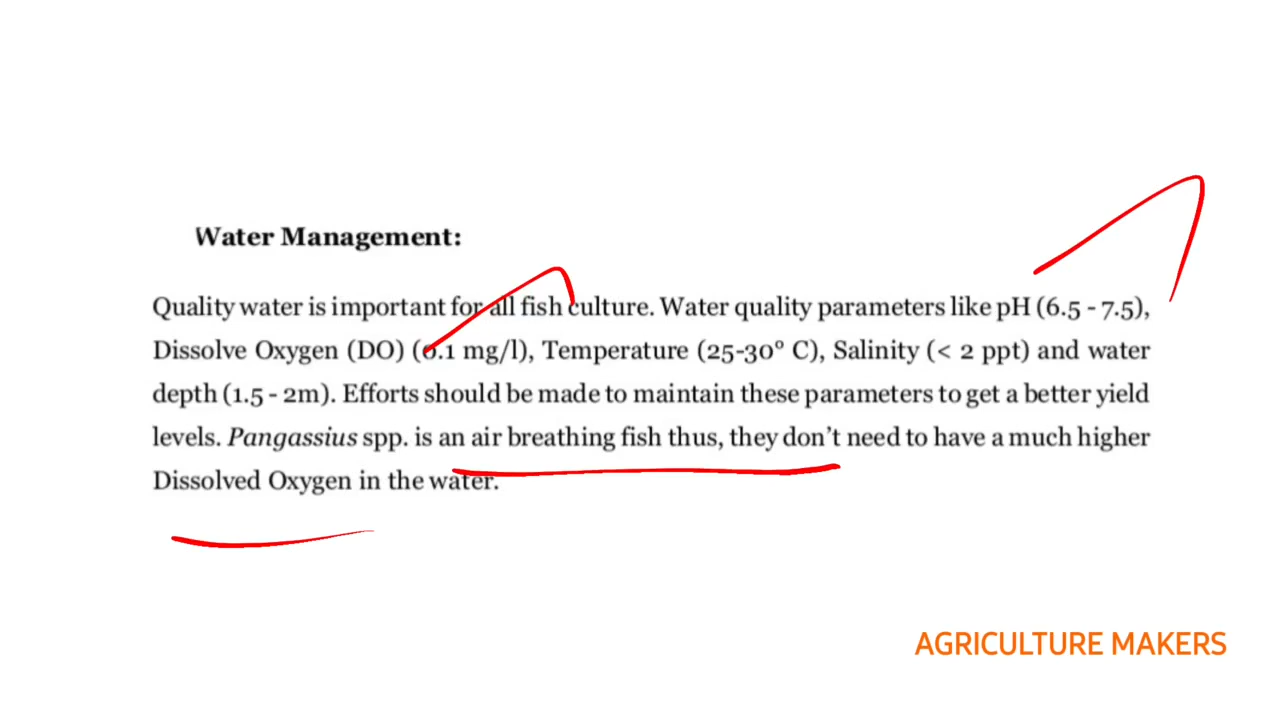 Water Management:
Quality water is important for all fish culture. Water quality parameters like pH (6.5 - 7.5),
Dissolve Oxygen (DO) (0.1 mg/l), Temperature (25-30° C), Salinity (< 2 ppt) and water
depth (1.5 - 2m). Efforts should be made to maintain these parameters to get a better yield
levels. Pangassius spp. is an air breathing fish thus, they don't need to have a much higher
Dissolved Oxygen in the water.
AGRICULTURE MAKERS